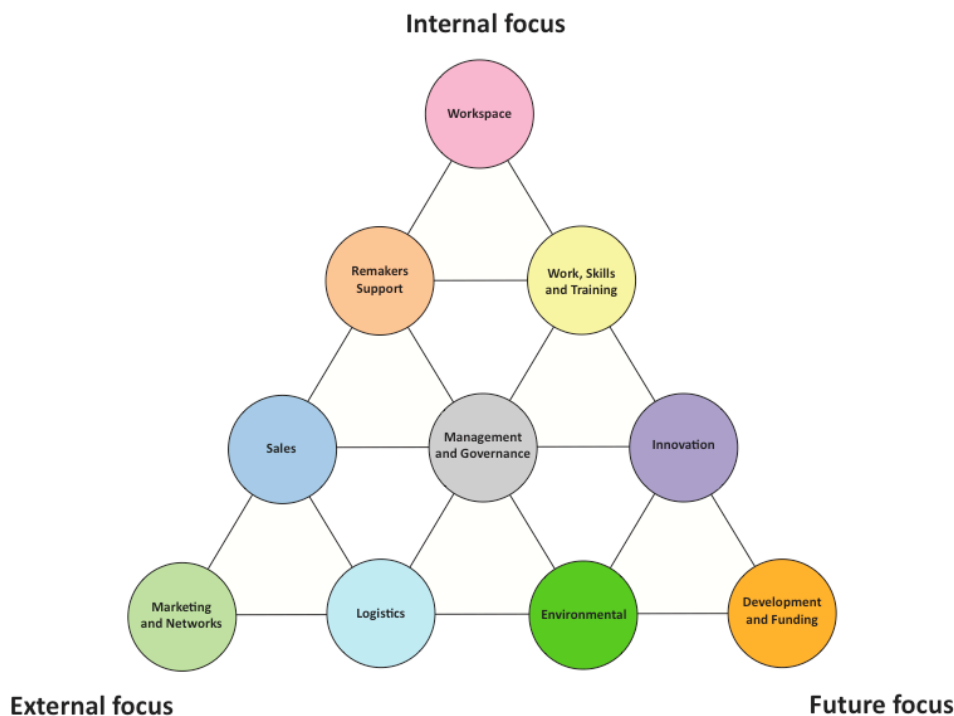 Internal focus
Workspace
Remakers
Support
Work, Skills
and Training
Sales
Management
and Governance
Innovation
Marketing
and Networks
Logistics
Environmental
Development
and Funding
External focus
Future focus